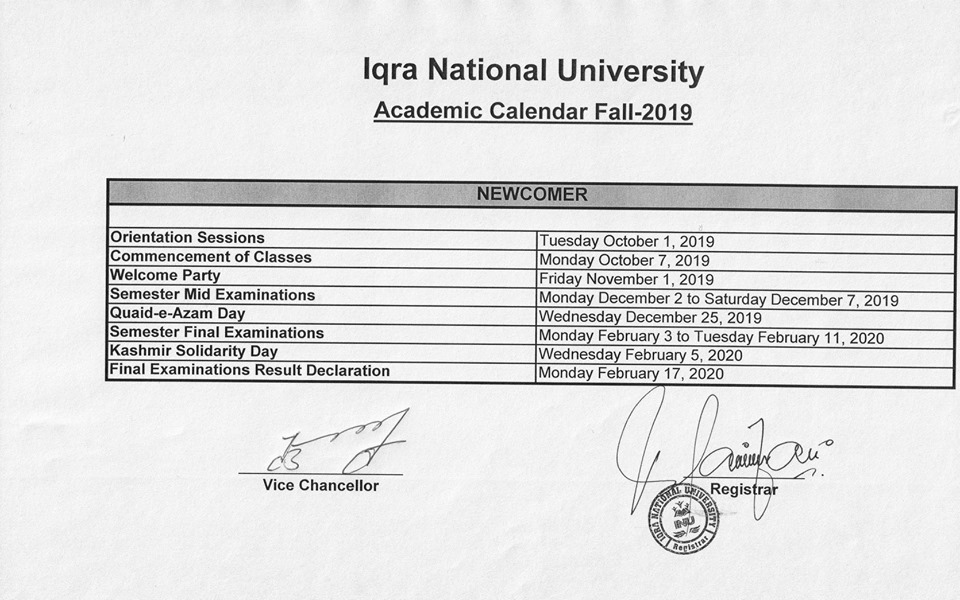 Iqra National University
Academic Calendar Fall-2019
NEWCOMER
Orientation Sessions Tuesday October 1, 2019
Commencement of Classes Monday October 7, 2019
Welcome Party Friday November 1, 2019
Semester Mid Examinations Monday December 2 to Saturday December 7, 2019
Quaid-e-Azam Day Wednesday December 25, 2019
Semester Final Examinations Monday February 3 to Tuesday February 11, 2020
Kashmir Solidarity Day Wednesday February 5, 2020
Final Examinations Result Declaration Monday February 17, 2020
Vice Chancellor
Registrar
IQRA NATIONAL UNIVERSITY
INU
Registrar